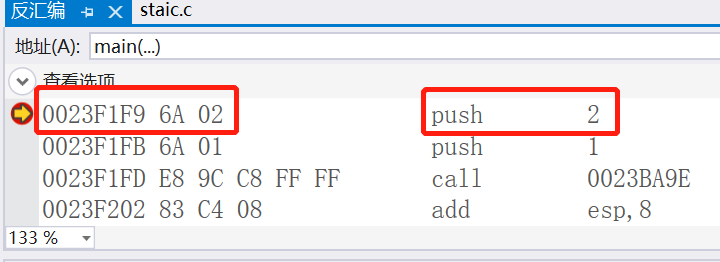 反汇编 staic.c
地址(A): main(...)
查看选项
0023F1F9 6A 02 push 2
0023F1FB 6A 01 push 1
0023F1FD E8 9C C8 FF FF call 0023BA9E
0023F202 83 C4 08 add esp,8
133 %